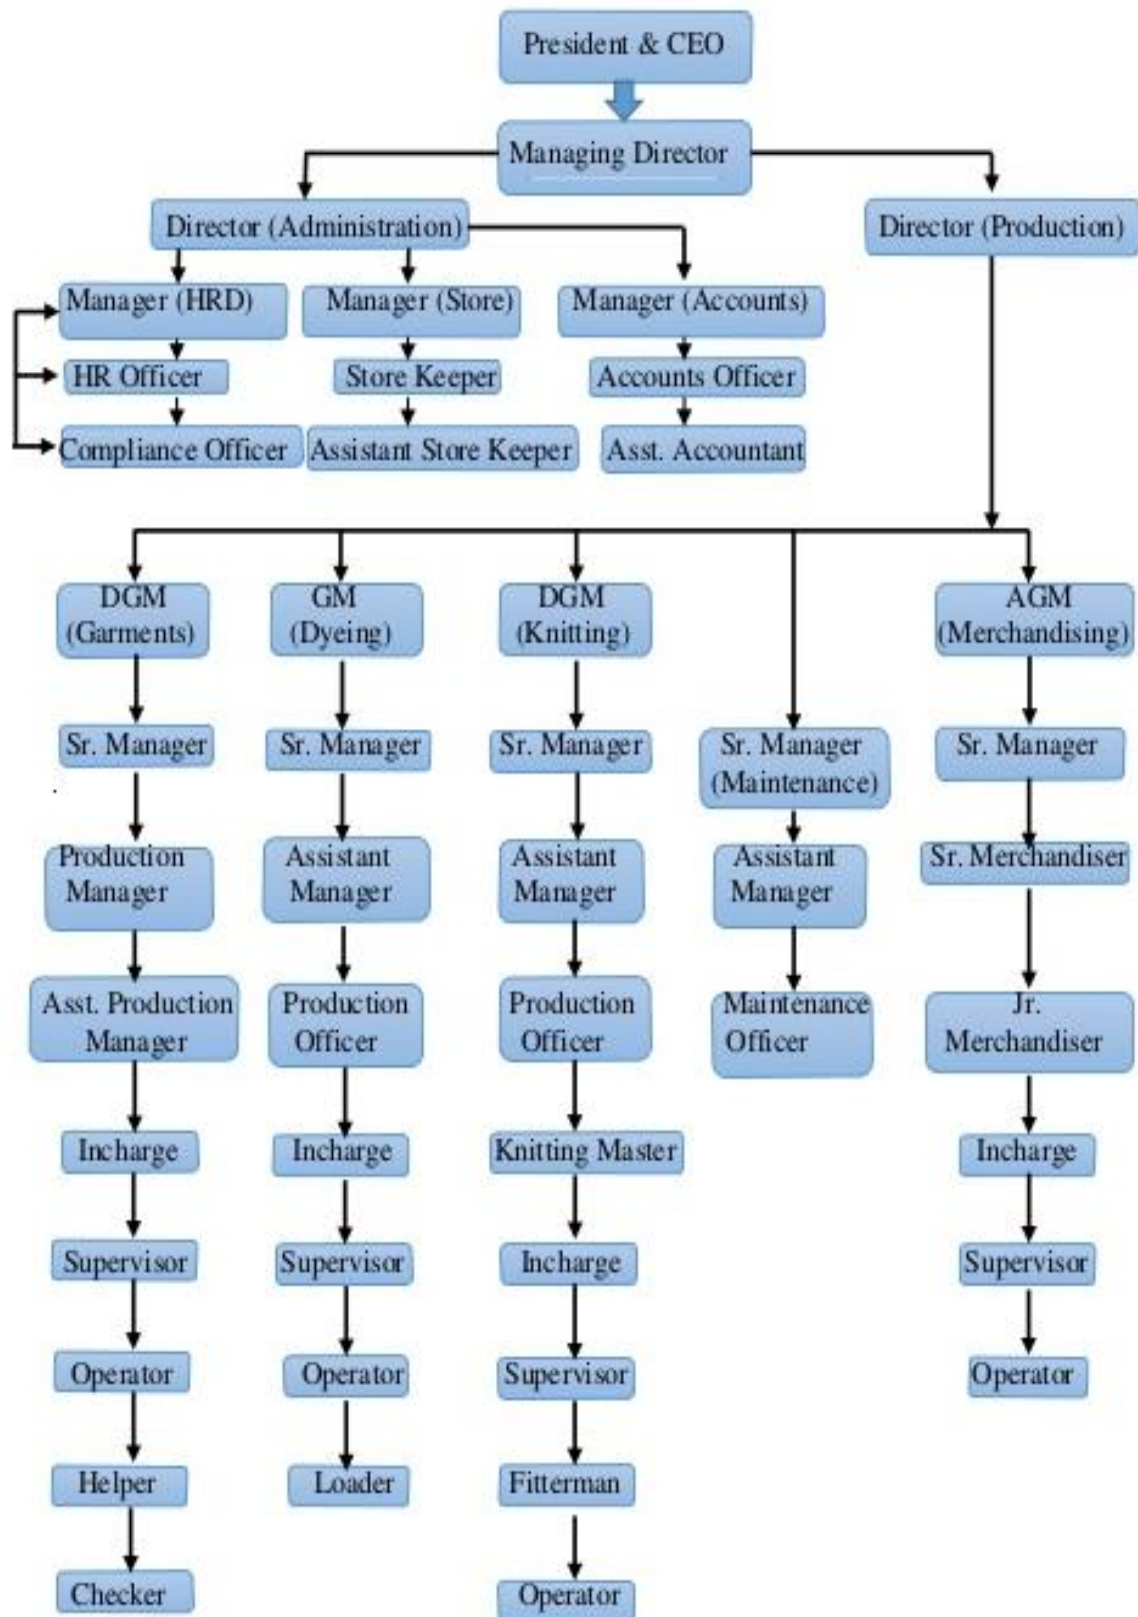 President & CEO
Managing Director
Director (Administration)
Director (Production)
Manager (HRD)
Manager (Store)
Manager (Accounts)
HR Officer
Store Keeper
Accounts Officer
Compliance Officer
Assistant Store Keeper
Asst. Accountant
DGM
(Garments)
GM
(Dyeing)
DGM
(Knitting)
AGM
(Merchandising)
Sr. Manager
Sr. Manager
Sr. Manager
Sr. Manager
(Maintenance)
Sr. Manager
Production
Manager
Assistant
Manager
Assistant
Manager
Assistant
Manager
Sr. Merchandiser
Asst. Production
Manager
Production
Officer
Production
Officer
Maintenance
Officer
Jr.
Merchandiser
Incharge
Incharge
Knitting Master
Incharge
Supervisor
Supervisor
Incharge
Supervisor
Operator
Operator
Supervisor
Operator
Helper
Loader
Fitterman
Checker
Operator